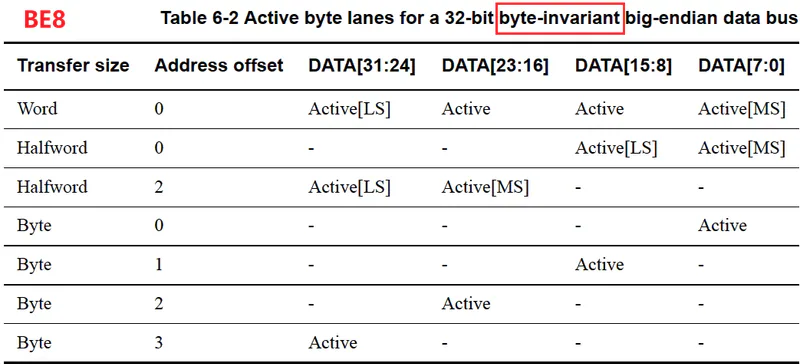 BE8 Table 6-2 Active byte lanes for a 32-bit byte-invariant big-endian data bus
Transfer size Address offset DATA[31:24] DATA[23:16] DATA[15:8] DATA[7:0]
Word 0 Active[LS] Active Active Active[MS]
Halfword 0 - - Active[LS] Active[MS]
Halfword 2 Active[LS] Active[MS] - -
Byte 0 - - - Active
Byte 1 - - Active -
Byte 2 - Active - -
Byte 3 Active - - -